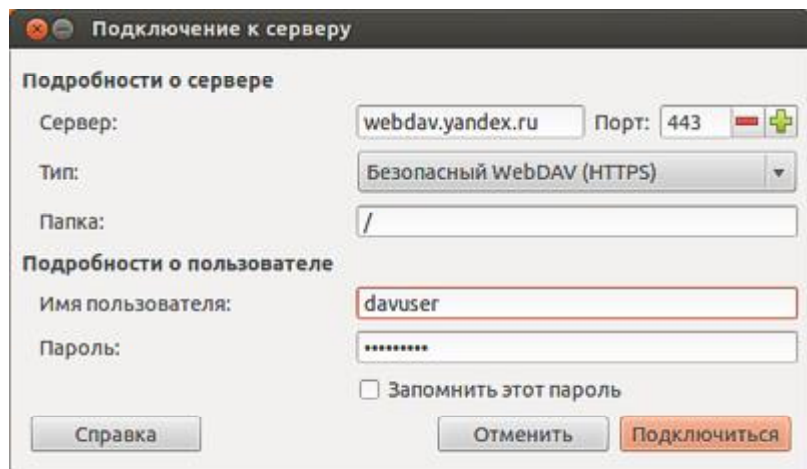 Подключение к серверу
Подробности о сервере
Сервер: webdav.yandex.ru Порт: 443
Тип: Безопасный WebDAV (HTTPS)
Папка: /
Подробности о пользователе
Имя пользователя: davuser
Пароль: •••••••••
Запомнить этот пароль
Справка Отменить Подключиться